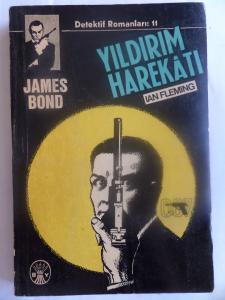 Detektif Romanları: 11
JAMES
BOND
YILDIRIM
HAREKÂTI
IAN FLEMING